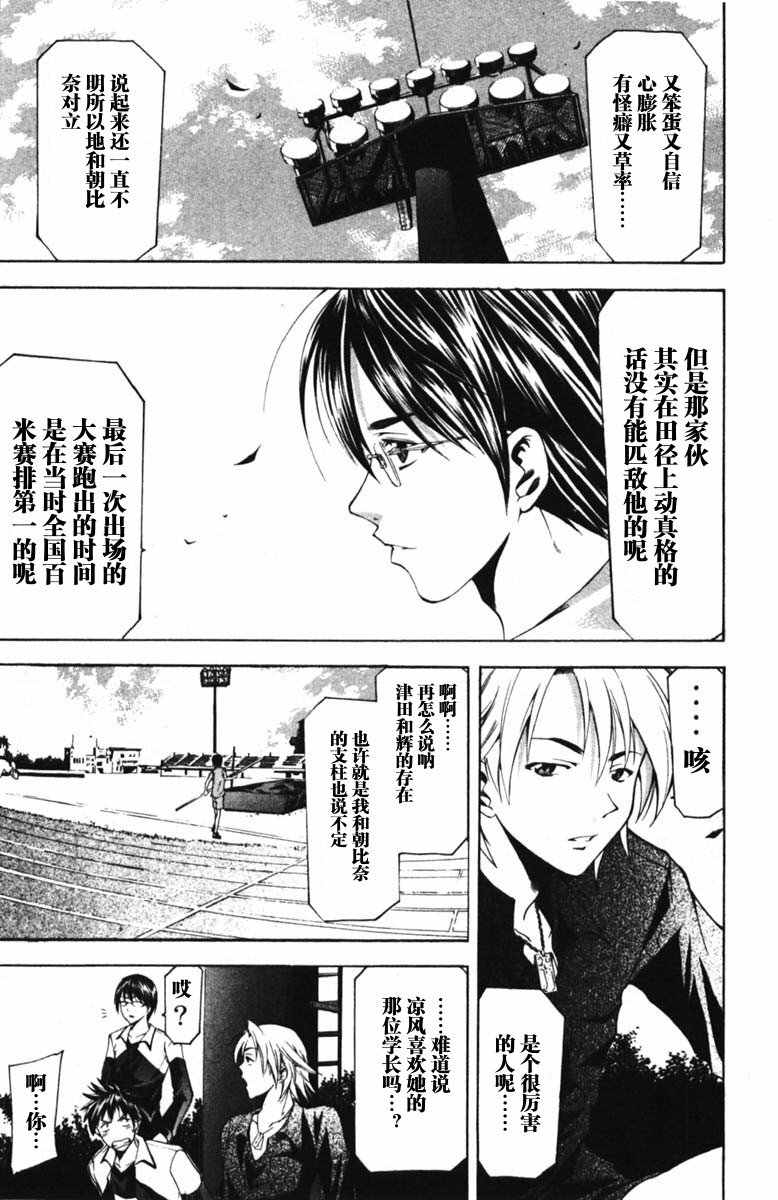 又笨蛋又自信
心膨胀
有怪癖又草率……
说起来还一直不
明所以地和朝比
奈对立
但是那家伙
其实在田径上动真格的
话没有能匹敌他的呢
最后一次出场的
大赛跑出的时间
是在当时全国百
米赛排第一的呢
……咳
是个很厉害
的人呢……
啊啊……
再怎么说呐
津田和辉的存在
也许就是我和朝比奈
的支柱也说不定
……难道说
凉风喜欢她的
那位学长吗…?
哎?
啊…你…